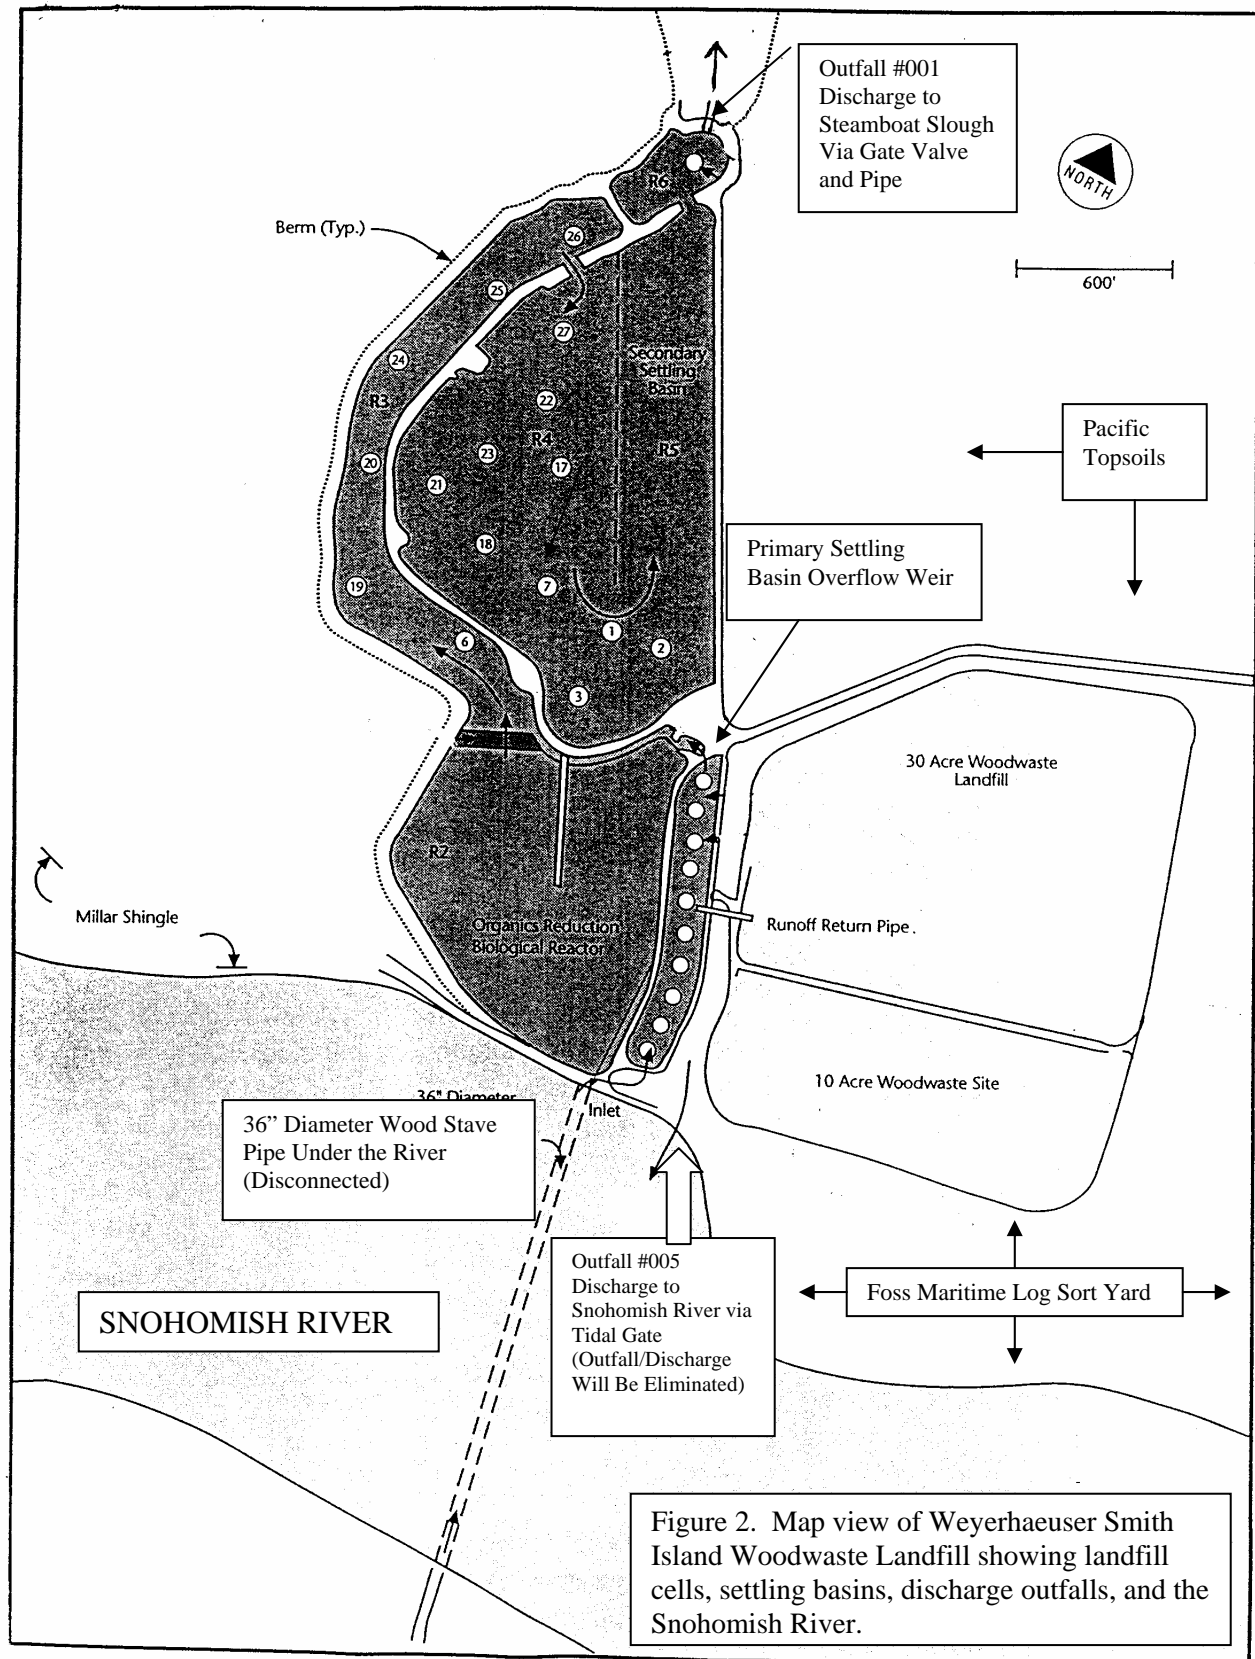 Outfall #001
Discharge to
Steamboat Slough
Via Gate Valve
and Pipe
NORTH
600'
Berm (Typ.)
R6
26
25
27
24
R3
Secondary
Settling
Basin
22
R4
23
17
R5
20
21
18
19
7
6
1
2
3
Pacific
Topsoils
Primary Settling
Basin Overflow Weir
30 Acre Woodwaste
Landfill
R2
Millar Shingle
Organics Reduction
Biological Reactor
Runoff Return Pipe.
10 Acre Woodwaste Site
36" Diameter
Inlet
36” Diameter Wood Stave
Pipe Under the River
(Disconnected)
Outfall #005
Discharge to
Snohomish River via
Tidal Gate
(Outfall/Discharge
Will Be Eliminated)
Foss Maritime Log Sort Yard
SNOHOMISH RIVER
Figure 2. Map view of Weyerhaeuser Smith
Island Woodwaste Landfill showing landfill
cells, settling basins, discharge outfalls, and the
Snohomish River.